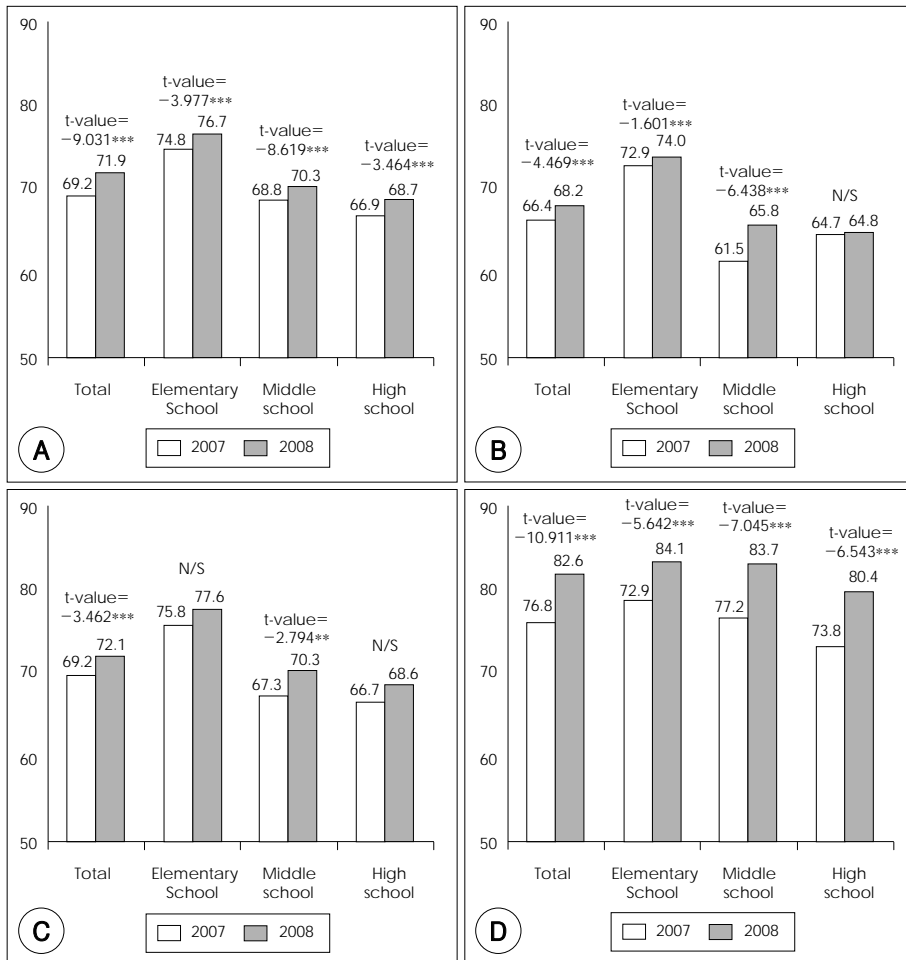 90
80
70
60
50
t-value=
−9.031***
69.2 71.9
t-value=
−3.977***
74.8 76.7
t-value=
−8.619***
68.8 70.3
t-value=
−3.464***
66.9 68.7
Total
Elementary
School
Middle
school
High
school
A
2007 2008
90
80
70
60
50
t-value=
−4.469***
66.4 68.2
t-value=
−1.601***
72.9 74.0
t-value=
−6.438***
61.5 65.8
N/S
64.7 64.8
Total
Elementary
School
Middle
school
High
school
B
2007 2008
90
80
70
60
50
t-value=
−3.462***
69.2 72.1
N/S
75.8 77.6
t-value=
−2.794**
67.3 70.3
N/S
66.7 68.6
Total
Elementary
School
Middle
school
High
school
C
2007 2008
90
80
70
60
50
t-value=
−10.911***
76.8 82.6
t-value=
−5.642***
72.9 84.1
t-value=
−7.045***
77.2 83.7
t-value=
−6.543***
73.8 80.4
Total
Elementary
School
Middle
school
High
school
D
2007 2008